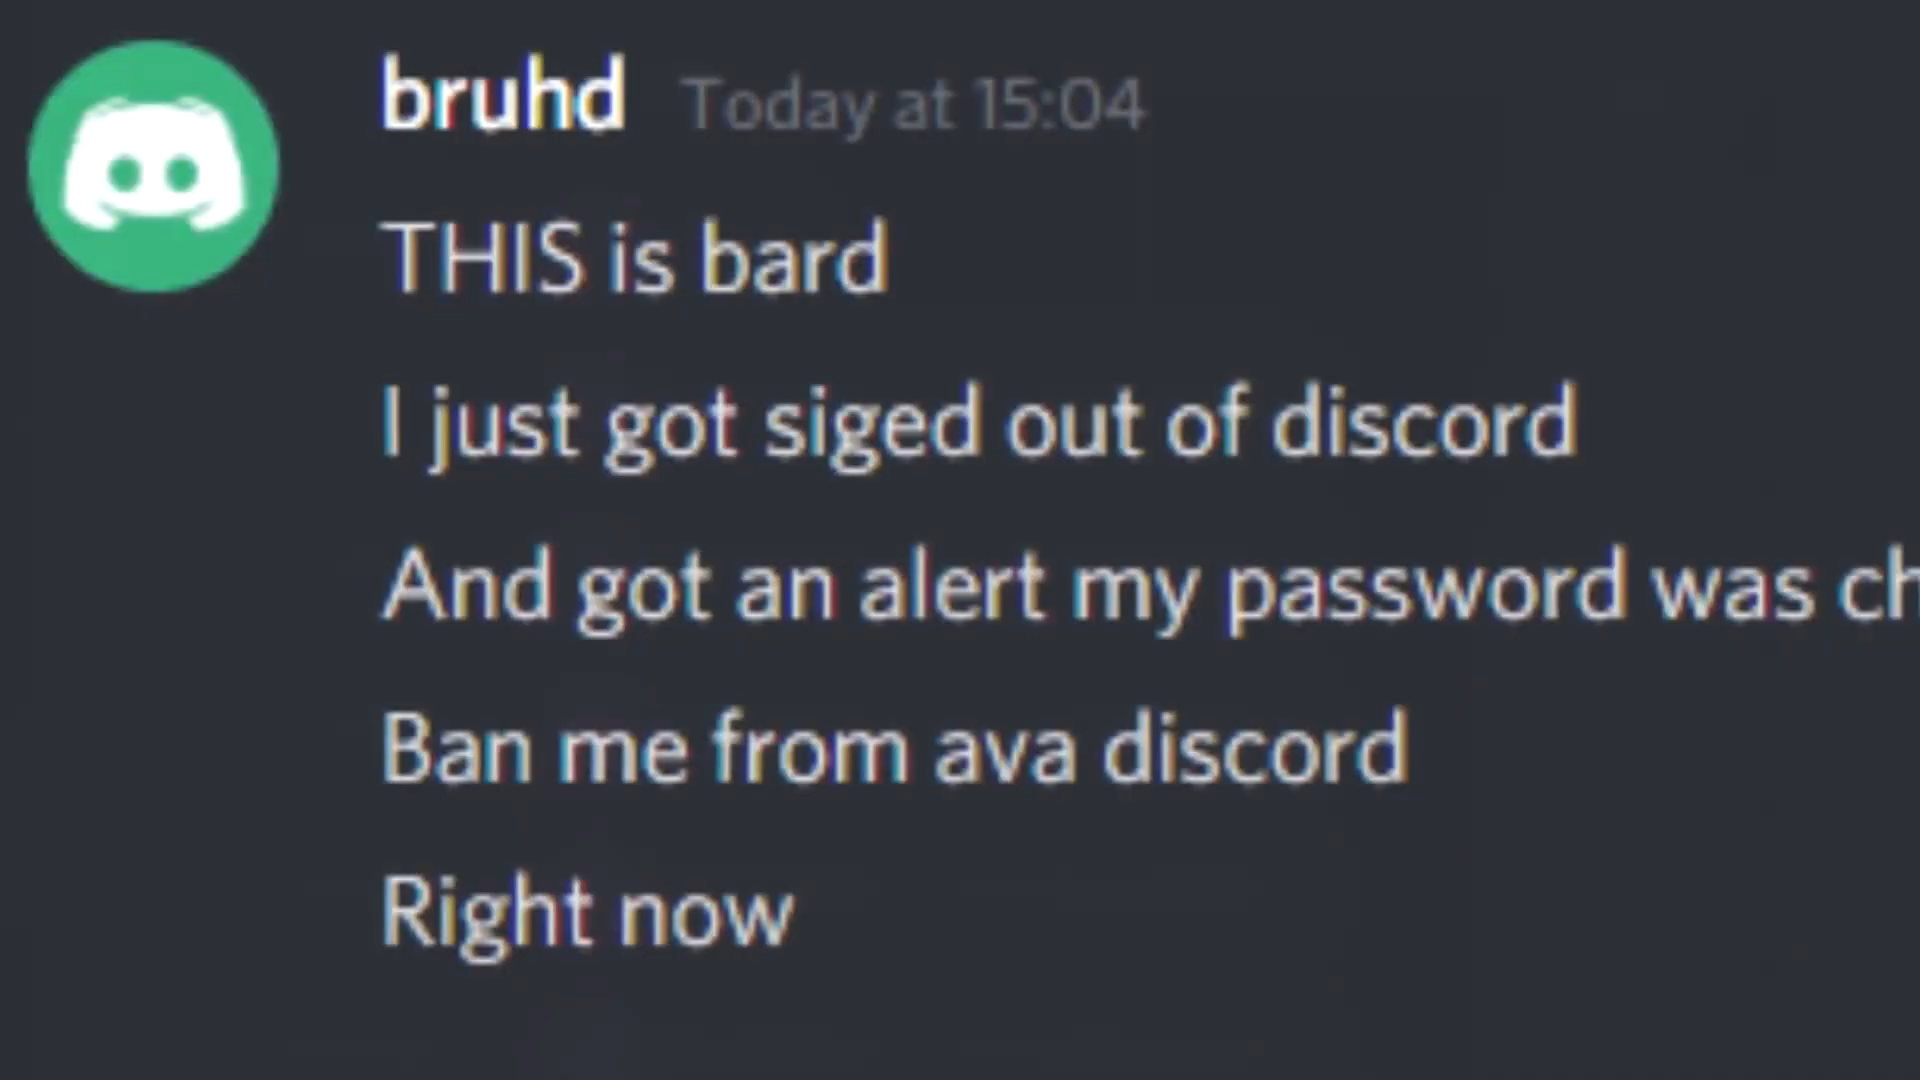 bruhd Today at 15:04
THIS is bard
I just got siged out of discord
And got an alert my password was ch
Ban me from ava discord
Right now